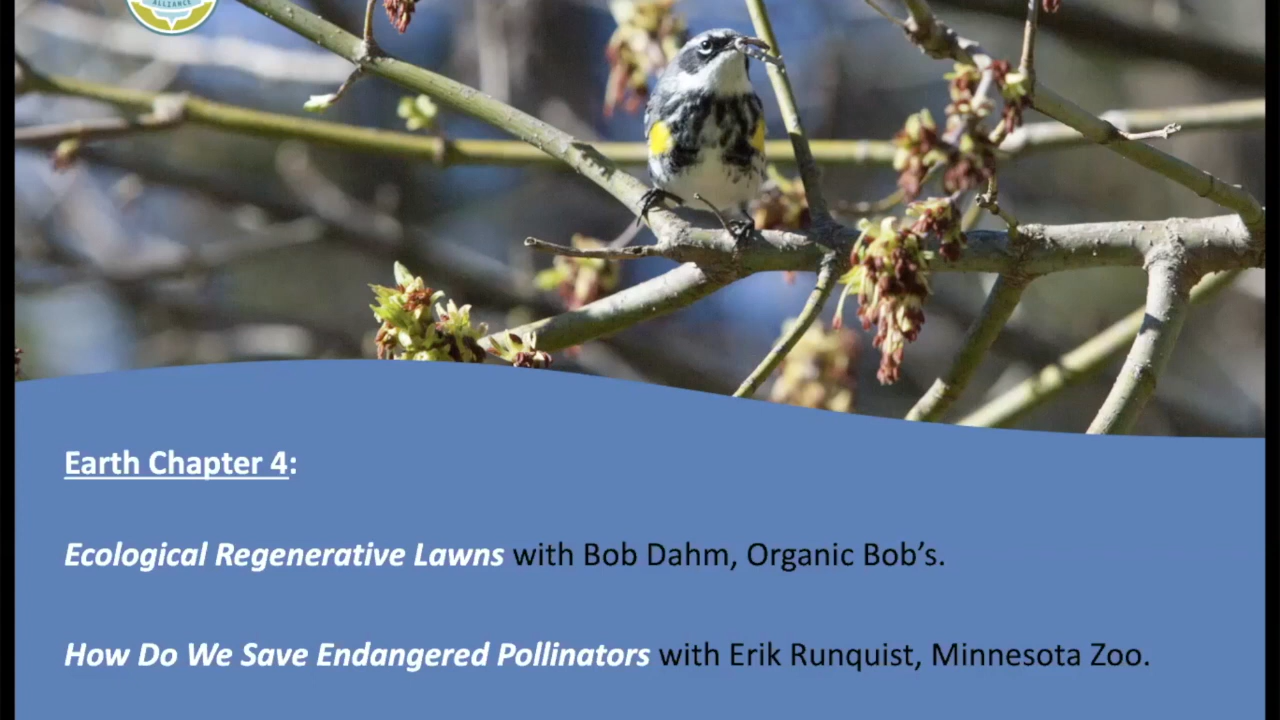 ALLIANCE
Earth Chapter 4:
Ecological Regenerative Lawns with Bob Dahm, Organic Bob’s.
How Do We Save Endangered Pollinators with Erik Runquist, Minnesota Zoo.